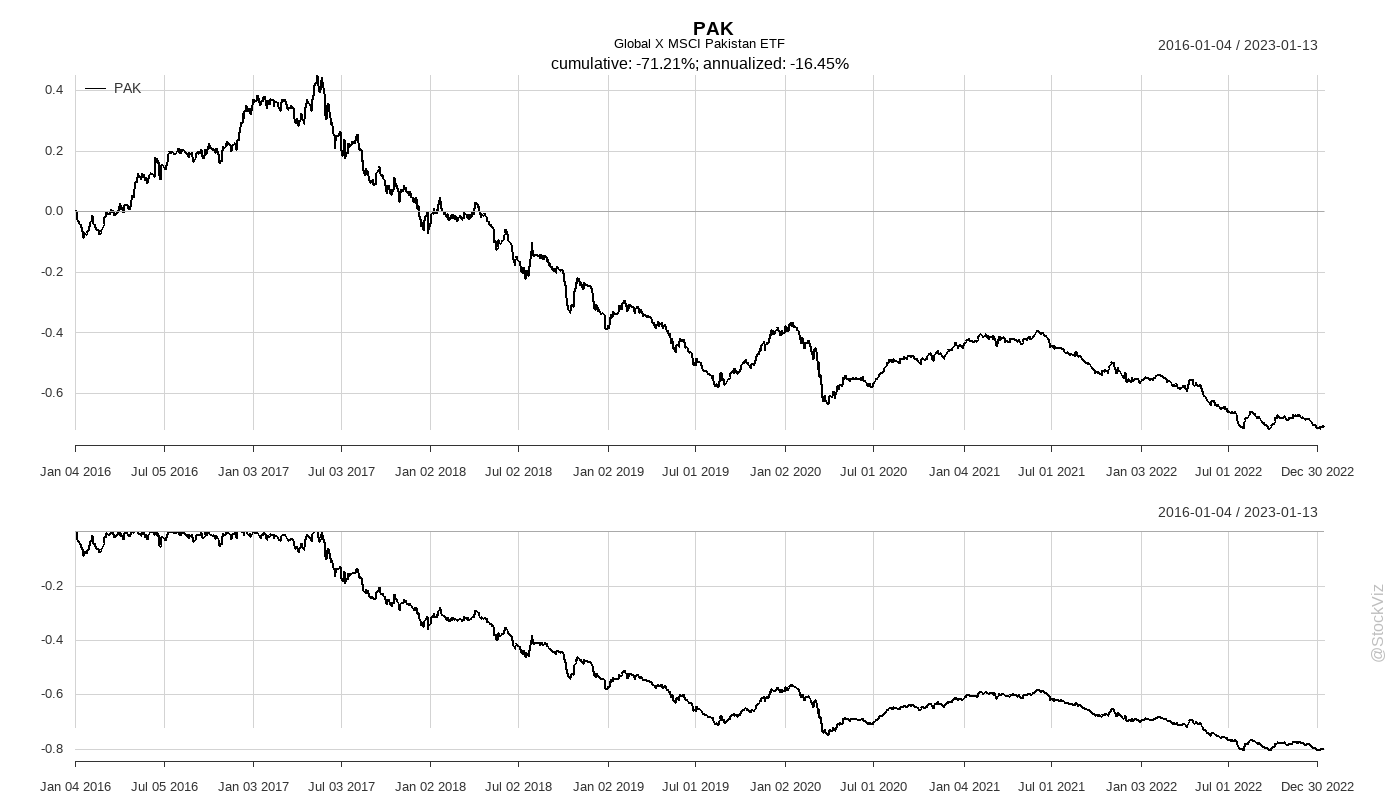 PAK
Global X MSCI Pakistan ETF
2016-01-04 / 2023-01-13
cumulative: -71.21%; annualized: -16.45%
PAK
0.4
0.2
0.0
-0.2
-0.4
-0.6
Jan 04 2016 Jul 05 2016 Jan 03 2017 Jul 03 2017 Jan 02 2018 Jul 02 2018 Jan 02 2019 Jul 01 2019 Jan 02 2020 Jul 01 2020 Jan 04 2021 Jul 01 2021 Jan 03 2022 Jul 01 2022 Dec 30 2022
2016-01-04 / 2023-01-13
-0.2
-0.4
-0.6
-0.8
Jan 04 2016 Jul 05 2016 Jan 03 2017 Jul 03 2017 Jan 02 2018 Jul 02 2018 Jan 02 2019 Jul 01 2019 Jan 02 2020 Jul 01 2020 Jan 04 2021 Jul 01 2021 Jan 03 2022 Jul 01 2022 Dec 30 2022
@StockViz